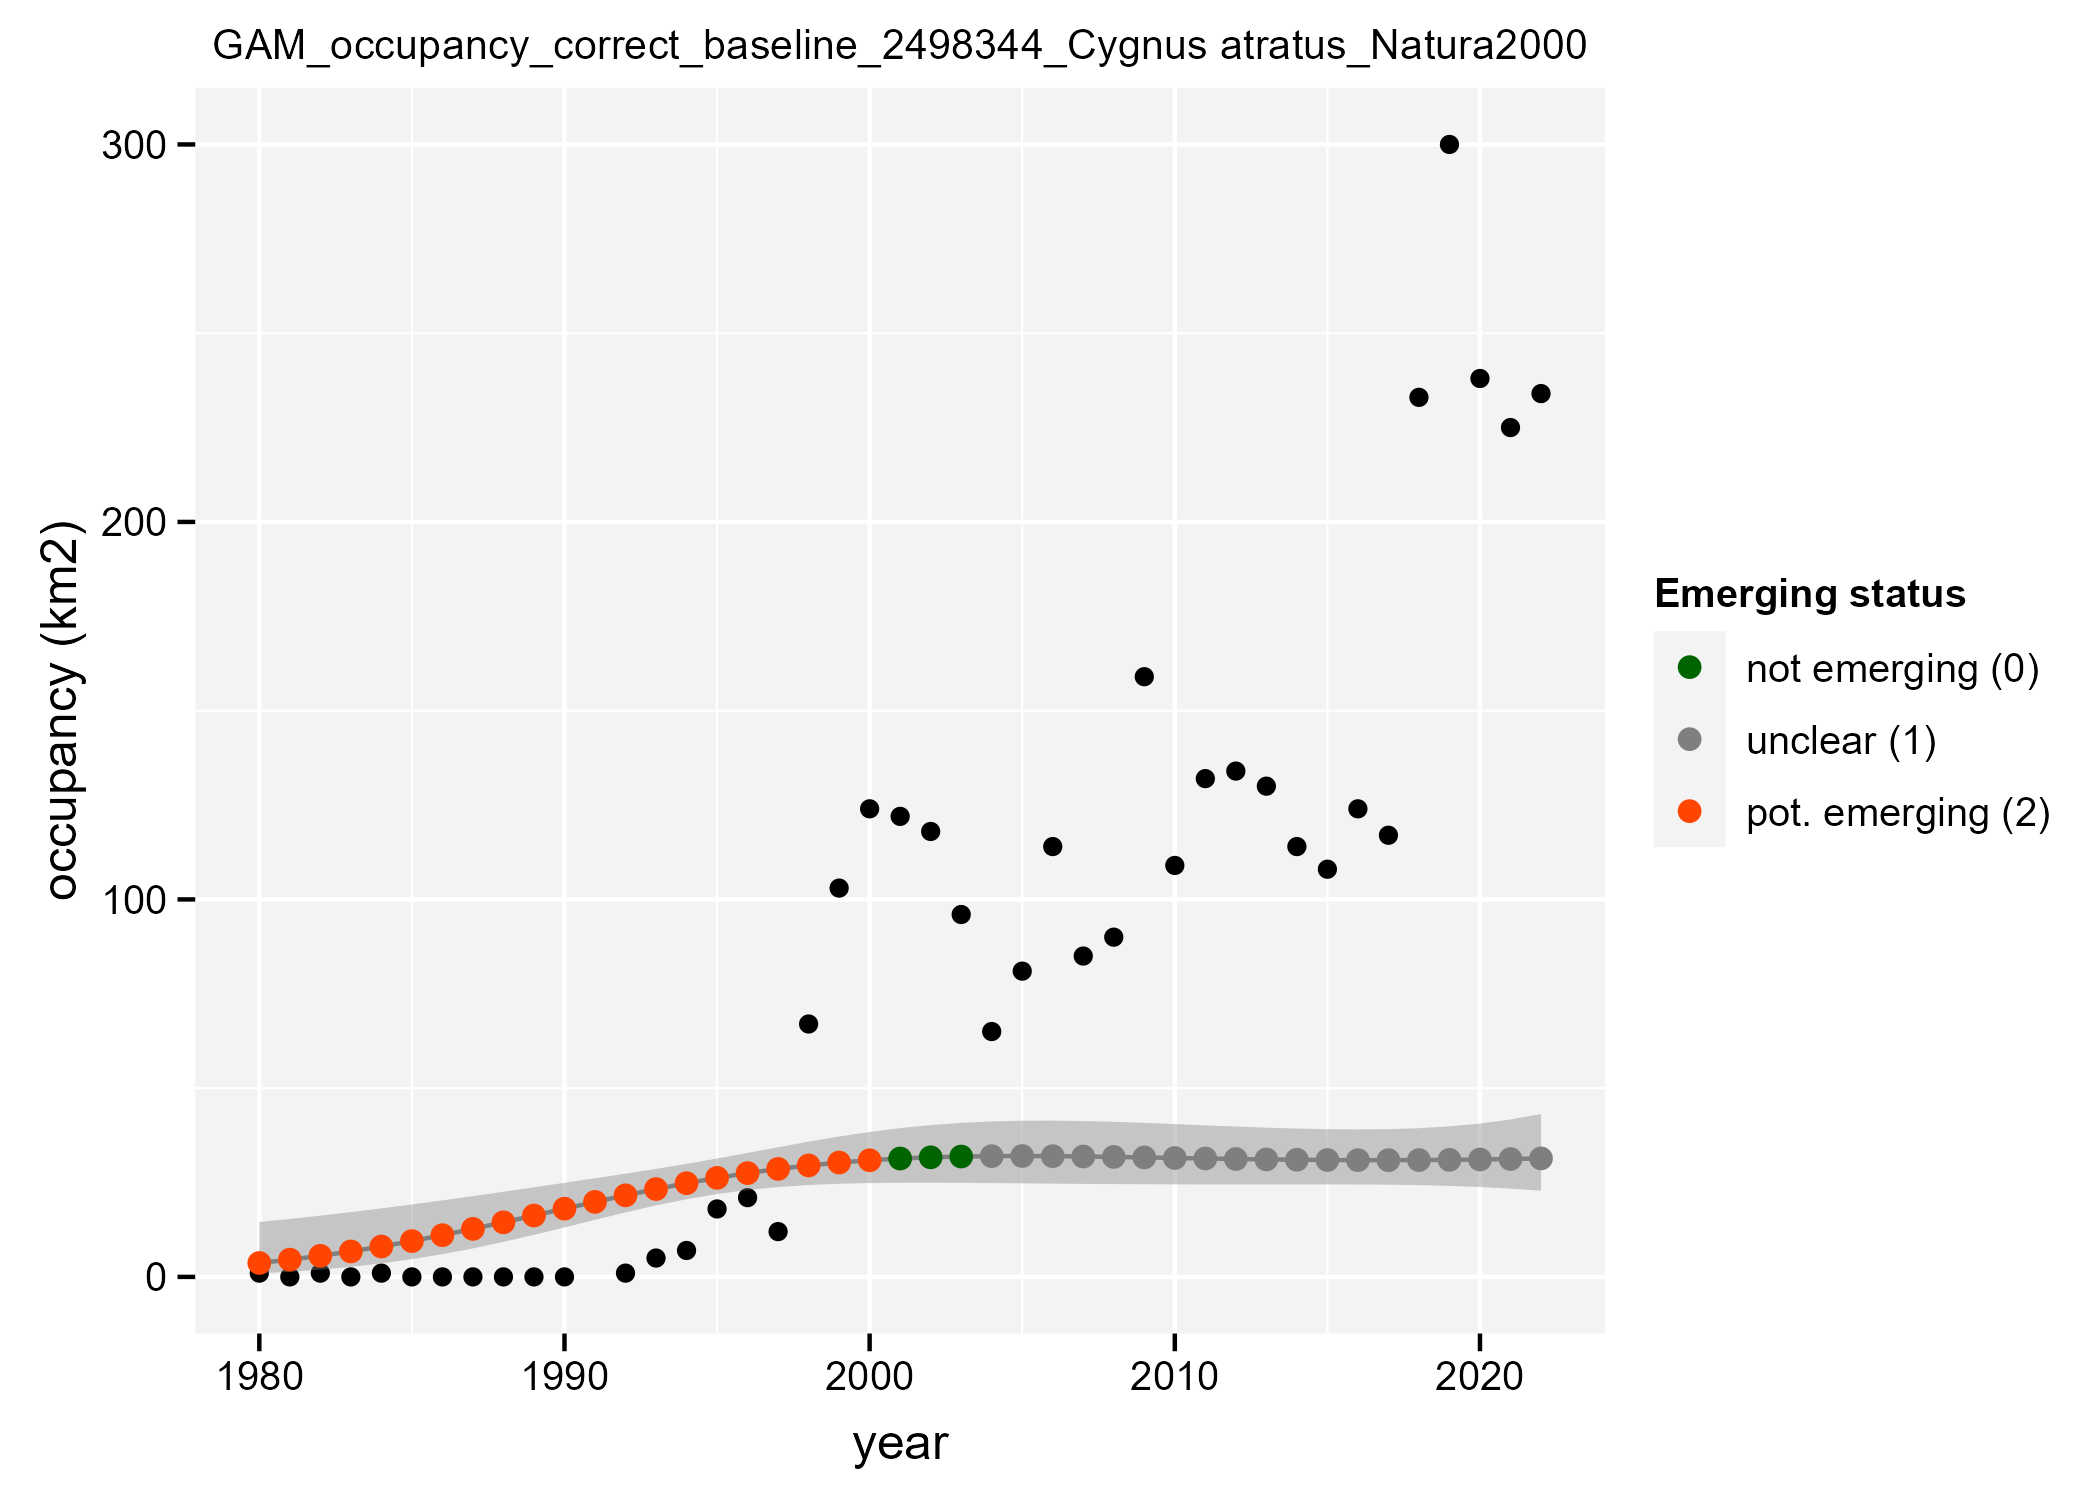 GAM_occupancy_correct_baseline_2498344_Cygnus atratus_Natura2000
300
200
100
0
occupancy (km2)
1980
1990
2000
2010
2020
year
Emerging status
not emerging (0)
unclear (1)
pot. emerging (2)